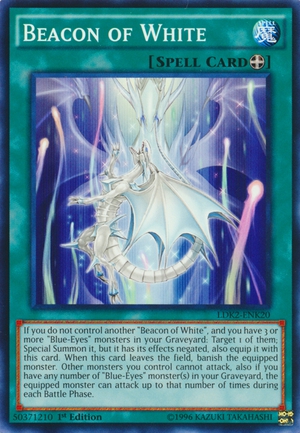 Beacon of White
[Spell Card]
LDK2-ENK20
If you do not control another "Beacon of White", and you have 3 or
more "Blue-Eyes" monsters in your Graveyard: Target 1 of them;
Special Summon it, but it has its effects negated, also equip it with
this card. When this card leaves the field, banish the equipped
monster. Other monsters you control cannot attack, also if you
have any number of "Blue-Eyes" monster(s) in your Graveyard, the
equipped monster can attack up to that number of times during
each Battle Phase.
50371210 1st Edition ©1996 KAZUKI TAKAHASHI